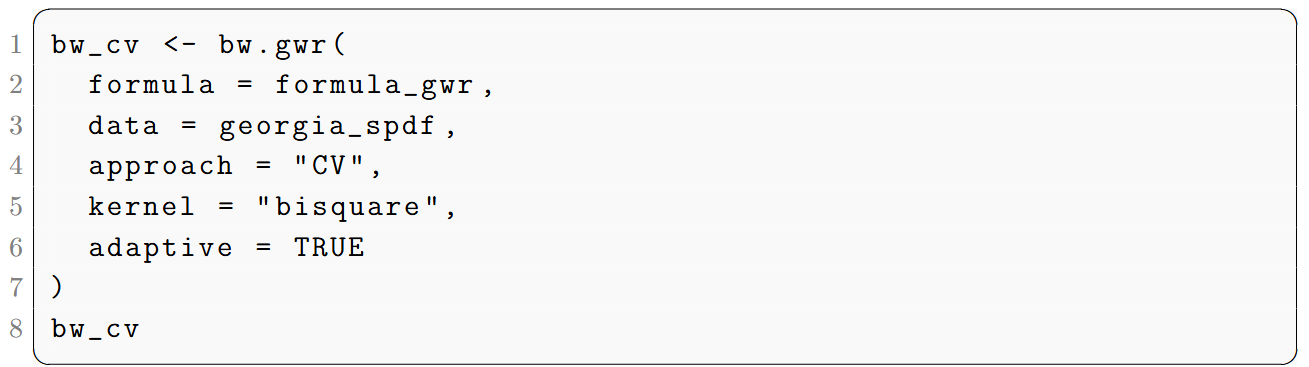 1 bw_cv <- bw.gwr(
2   formula = formula_gwr,
3   data = georgia_spdf,
4   approach = "CV",
5   kernel = "bisquare",
6   adaptive = TRUE
7 )
8 bw_cv